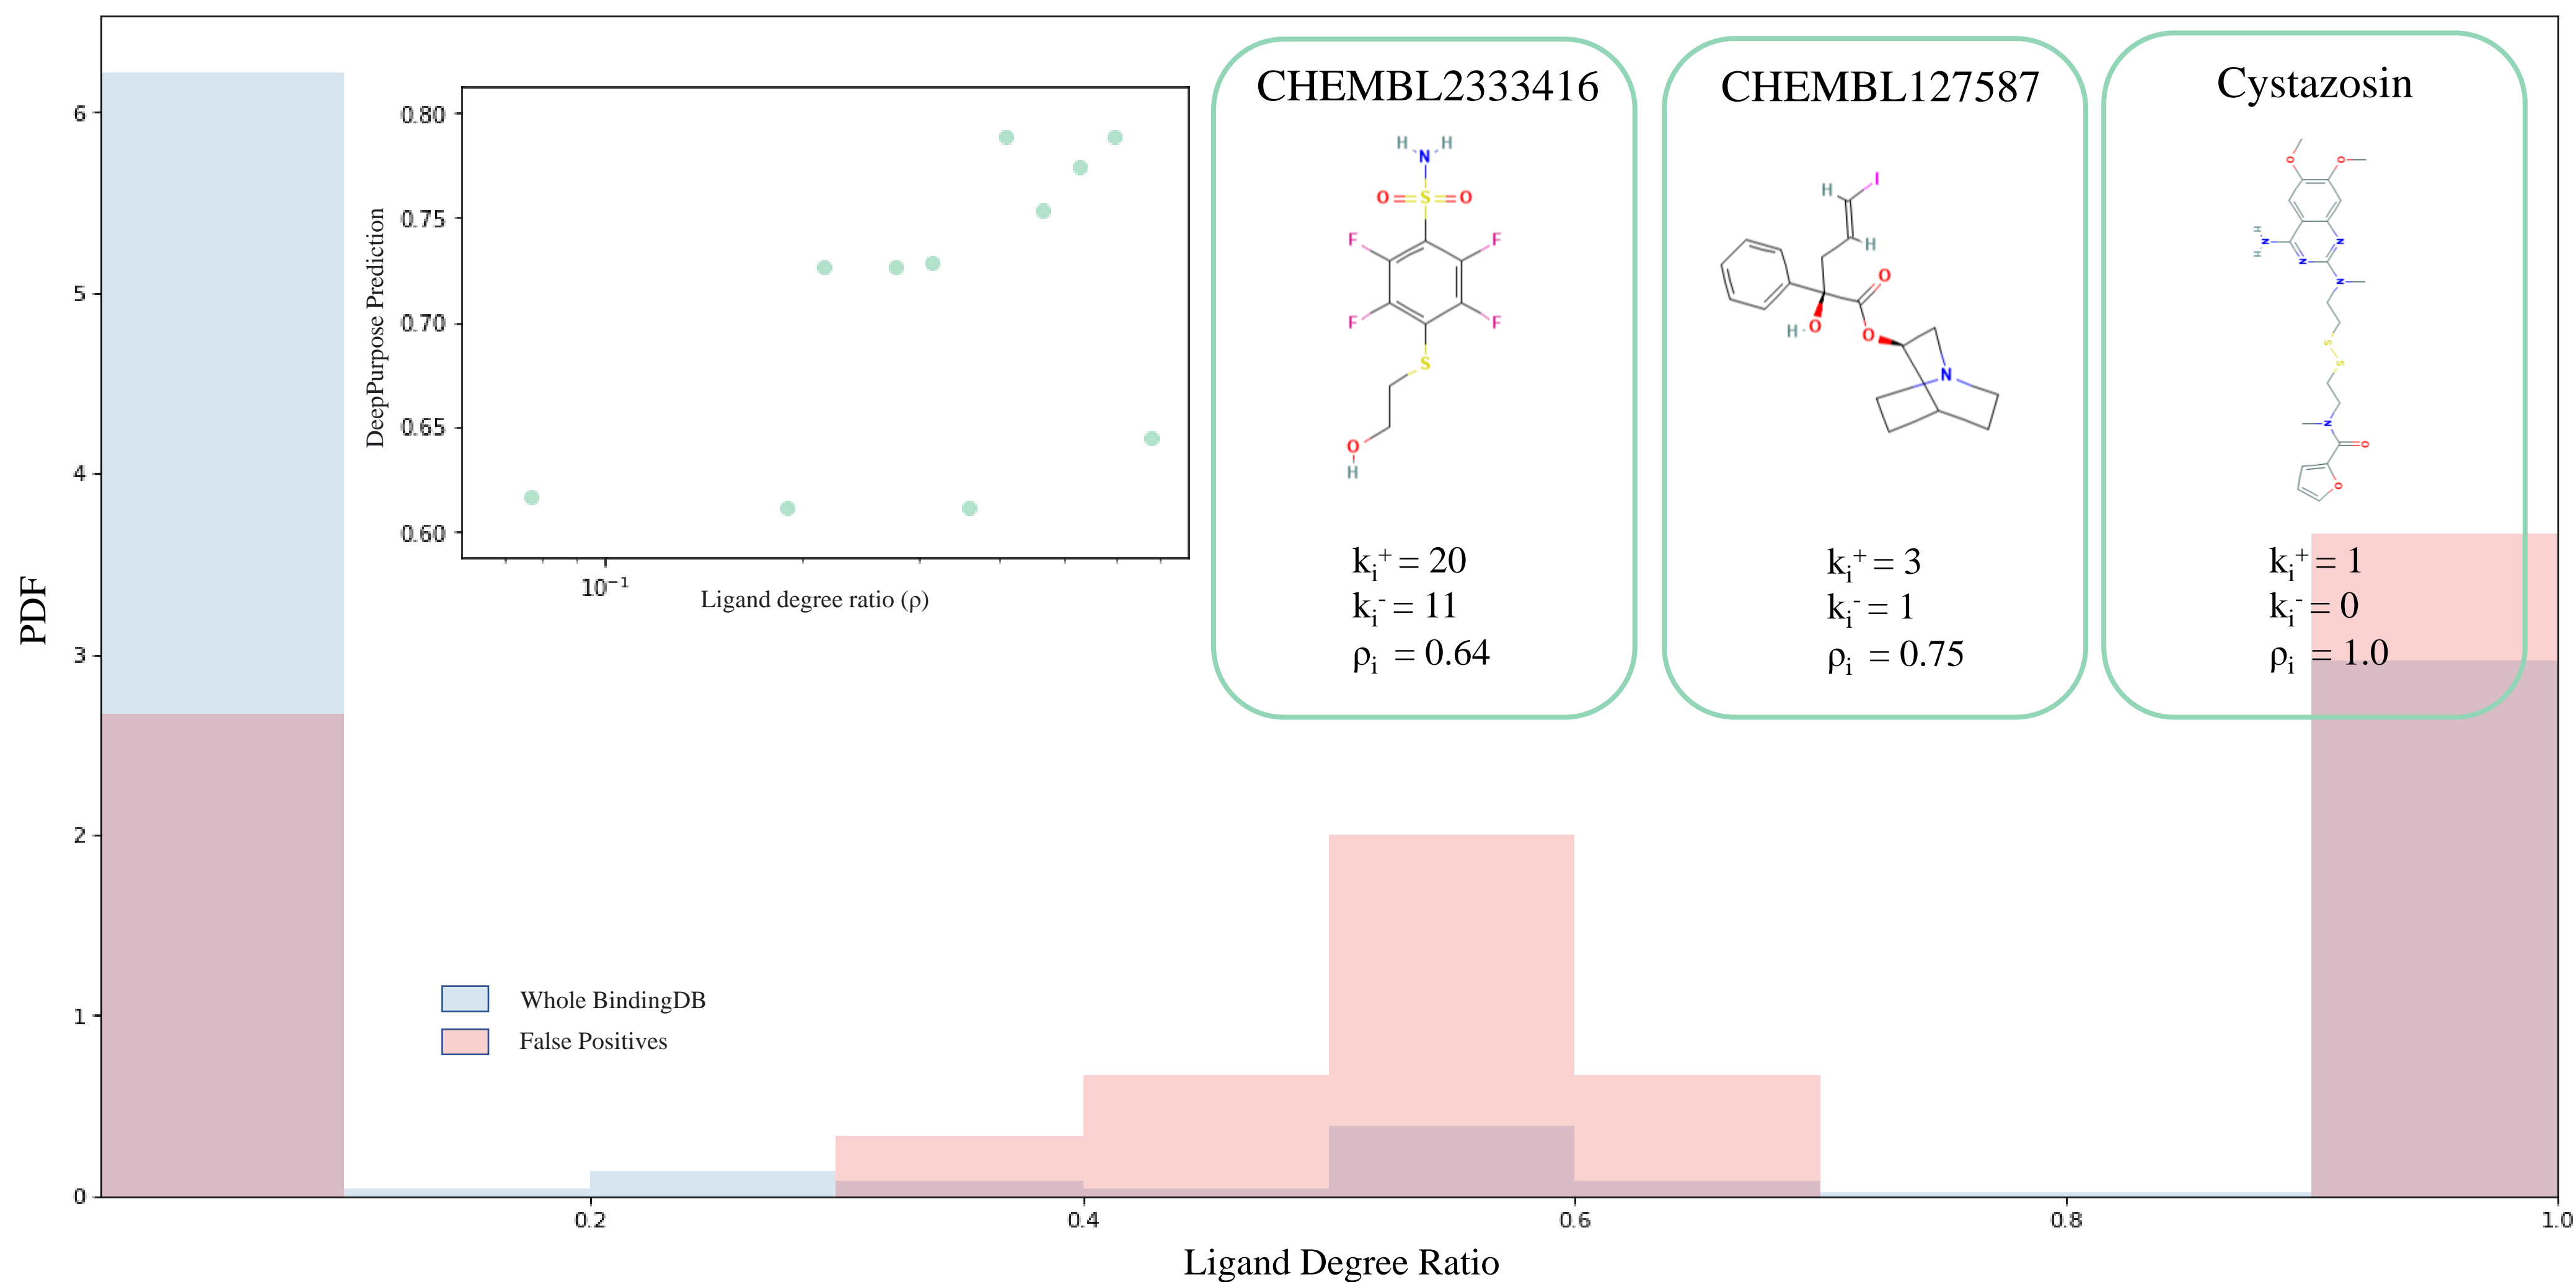 PDF
6
5
4
3
2
1
0
0.2
0.4
0.6
0.8
1.0
Ligand Degree Ratio
DeepPurpose Prediction
0.80
0.75
0.70
0.65
0.60
10⁻¹
Ligand degree ratio (ρ)
Whole BindingDB
False Positives
CHEMBL2333416
H H
N
O S O
F F
F F
S
O
H
kᵢ⁺ = 20
kᵢ⁻ = 11
ρᵢ = 0.64
CHEMBL127587
I
H
H
O
H O
O
N
kᵢ⁺ = 3
kᵢ⁻ = 1
ρᵢ = 0.75
Cystazosin
O O
H
N N
H
N
N
S
S
N
O
O
kᵢ⁺ = 1
kᵢ⁻ = 0
ρᵢ = 1.0